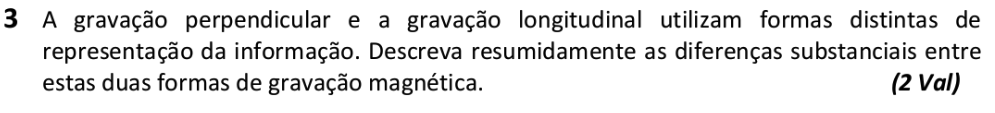 3 A gravação perpendicular e a gravação longitudinal utilizam formas distintas de
representação da informação. Descreva resumidamente as diferenças substanciais entre
estas duas formas de gravação magnética. (2 Val)